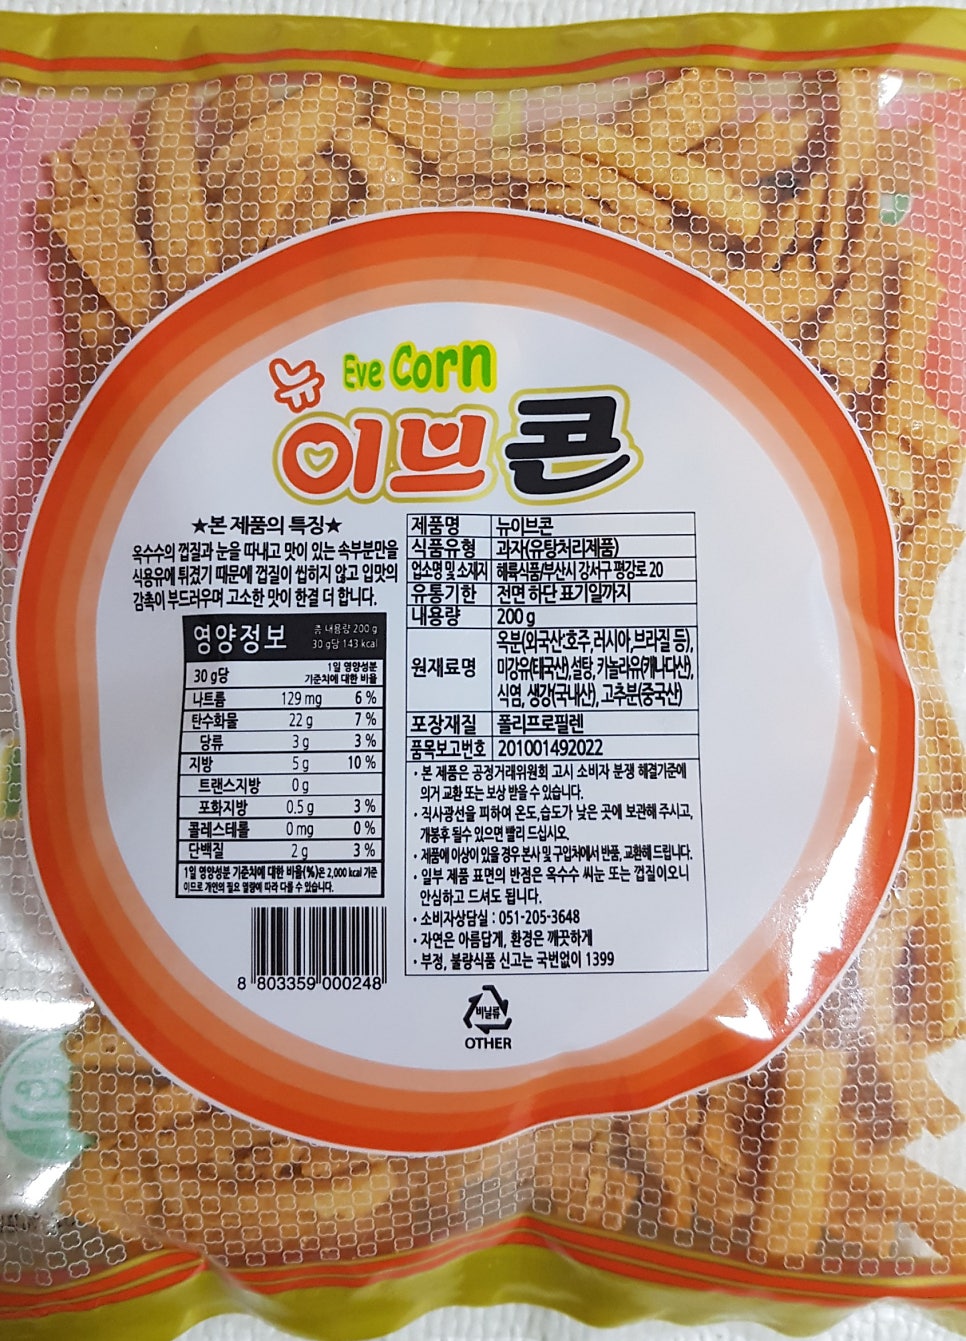 뉴 Eve Corn
이브콘
★본 제품의 특징★
옥수수의 껍질과 눈을 따내고 맛이 있는 속부분만을
식용유에 튀겼기 때문에 껍질이 씹히지 않고 입맛의
감촉이 부드러우며 고소한 맛이 한결 더 합니다.
영양정보 총 내용량 200 g
30 g당 143 kcal
30 g당 1일 영양성분
기준치에 대한 비율
나트륨 129 mg 6 %
탄수화물 22 g 7 %
당류 3 g 3 %
지방 5 g 10 %
트랜스지방 0 g
포화지방 0.5 g 3 %
콜레스테롤 0 mg 0 %
단백질 2 g 3 %
1일 영양성분 기준치에 대한 비율(%)은 2,000 kcal 기준
이므로 개인의 필요 열량에 따라 다를 수 있습니다.
8 803359 000248
제품명 뉴이브콘
식품유형 과자(유탕처리제품)
업소명 및 소재지 해륙식품/부산시 강서구 평강로 20
유통기한 전면 하단 표기일까지
내용량 200 g
원재료명 옥분(외국산:호주,러시아,브라질 등),
미강유(태국산),설탕,카놀라유(캐나다산),
식염, 생강(국내산), 고추분(중국산)
포장재질 폴리프로필렌
품목보고번호 201001492022
· 본 제품은 공정거래위원회 고시 소비자 분쟁 해결기준에
의거 교환 또는 보상 받을 수 있습니다.
· 직사광선을 피하여 온도,습도가 낮은 곳에 보관해 주시고,
개봉후 될수 있으면 빨리 드십시오.
· 제품에 이상이 있을 경우 본사 및 구입처에서 반품, 교환해 드립니다.
· 일부 제품 표면의 반점은 옥수수 씨눈 또는 껍질이오니
안심하고 드셔도 됩니다.
· 소비자상담실 : 051-205-3648
· 자연은 아름답게, 환경은 깨끗하게
· 부정, 불량식품 신고는 국번없이 1399
비닐류
OTHER